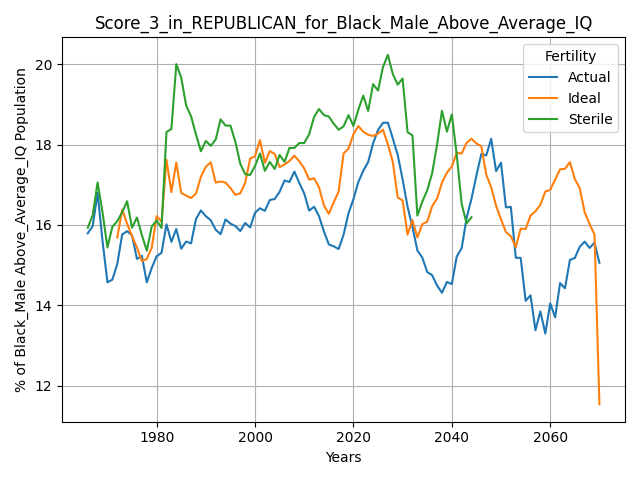 Score_3_in_REPUBLICAN_for_Black_Male_Above_Average_IQ
% of Black_Male Above_Average_IQ Population
20
18
16
14
12
Fertility
Actual
Ideal
Sterile
1980
2000
2020
2040
2060
Years